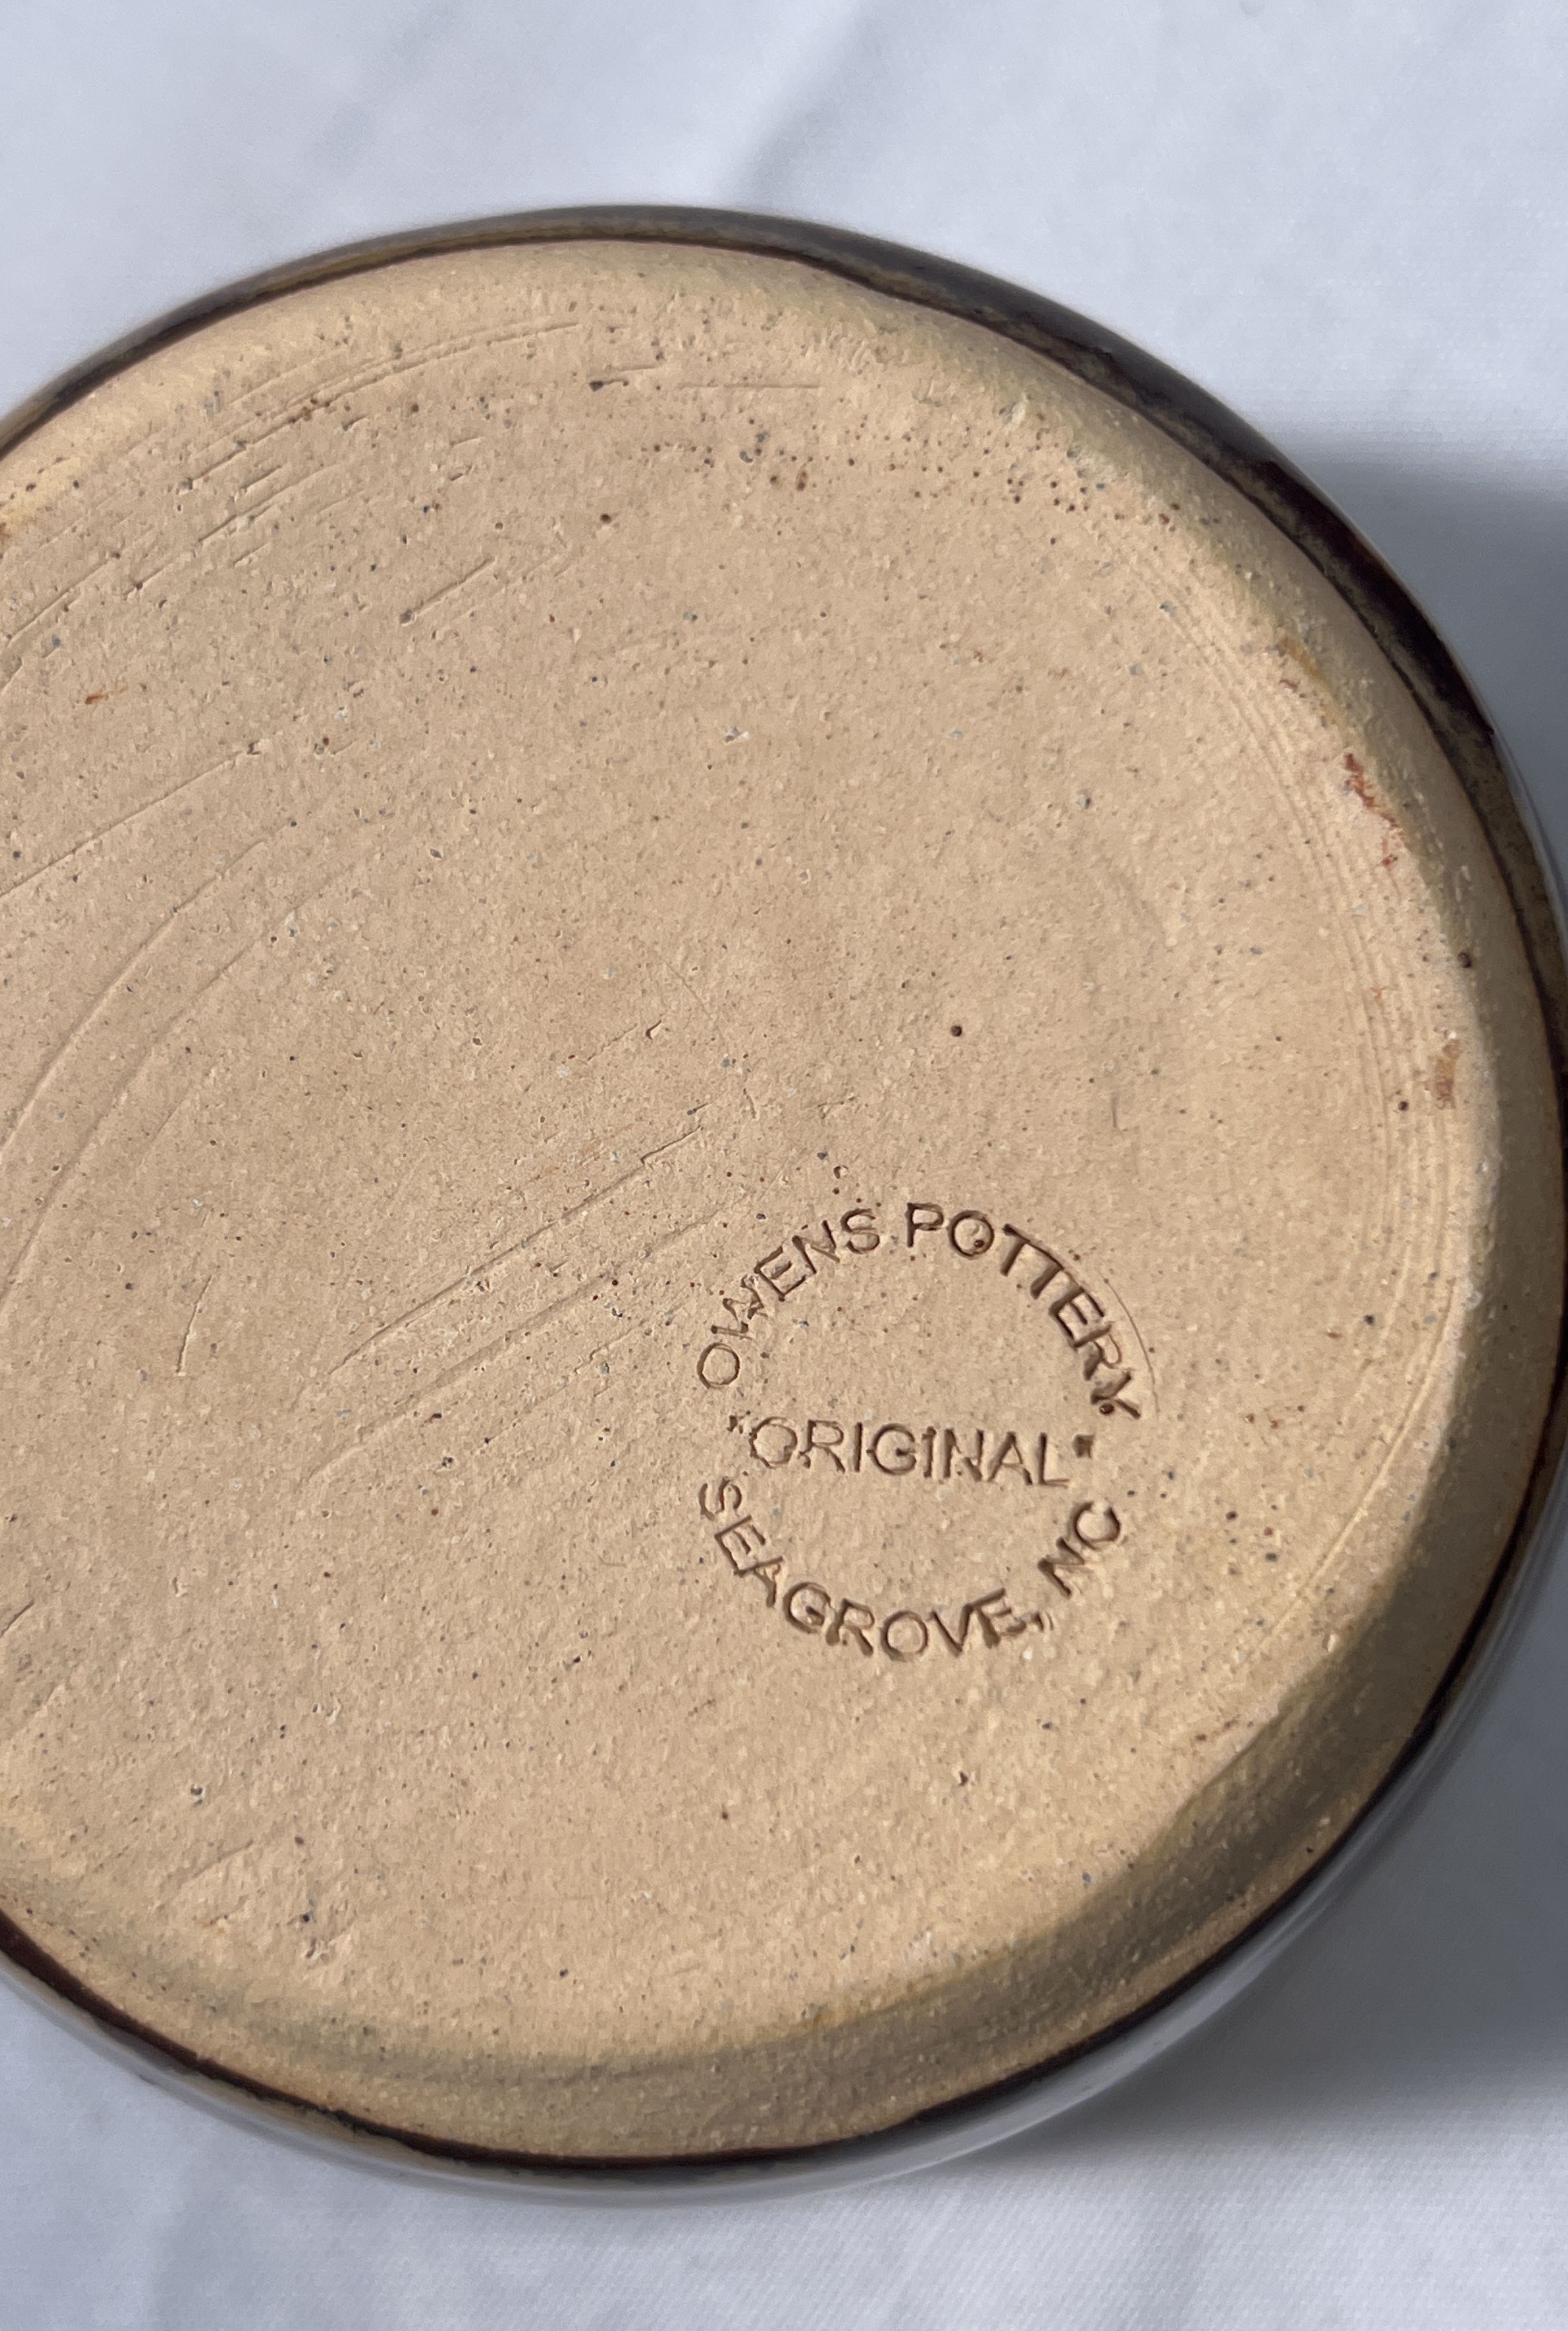 OWENS POTTERY
"ORIGINAL"
SEAGROVE, NC